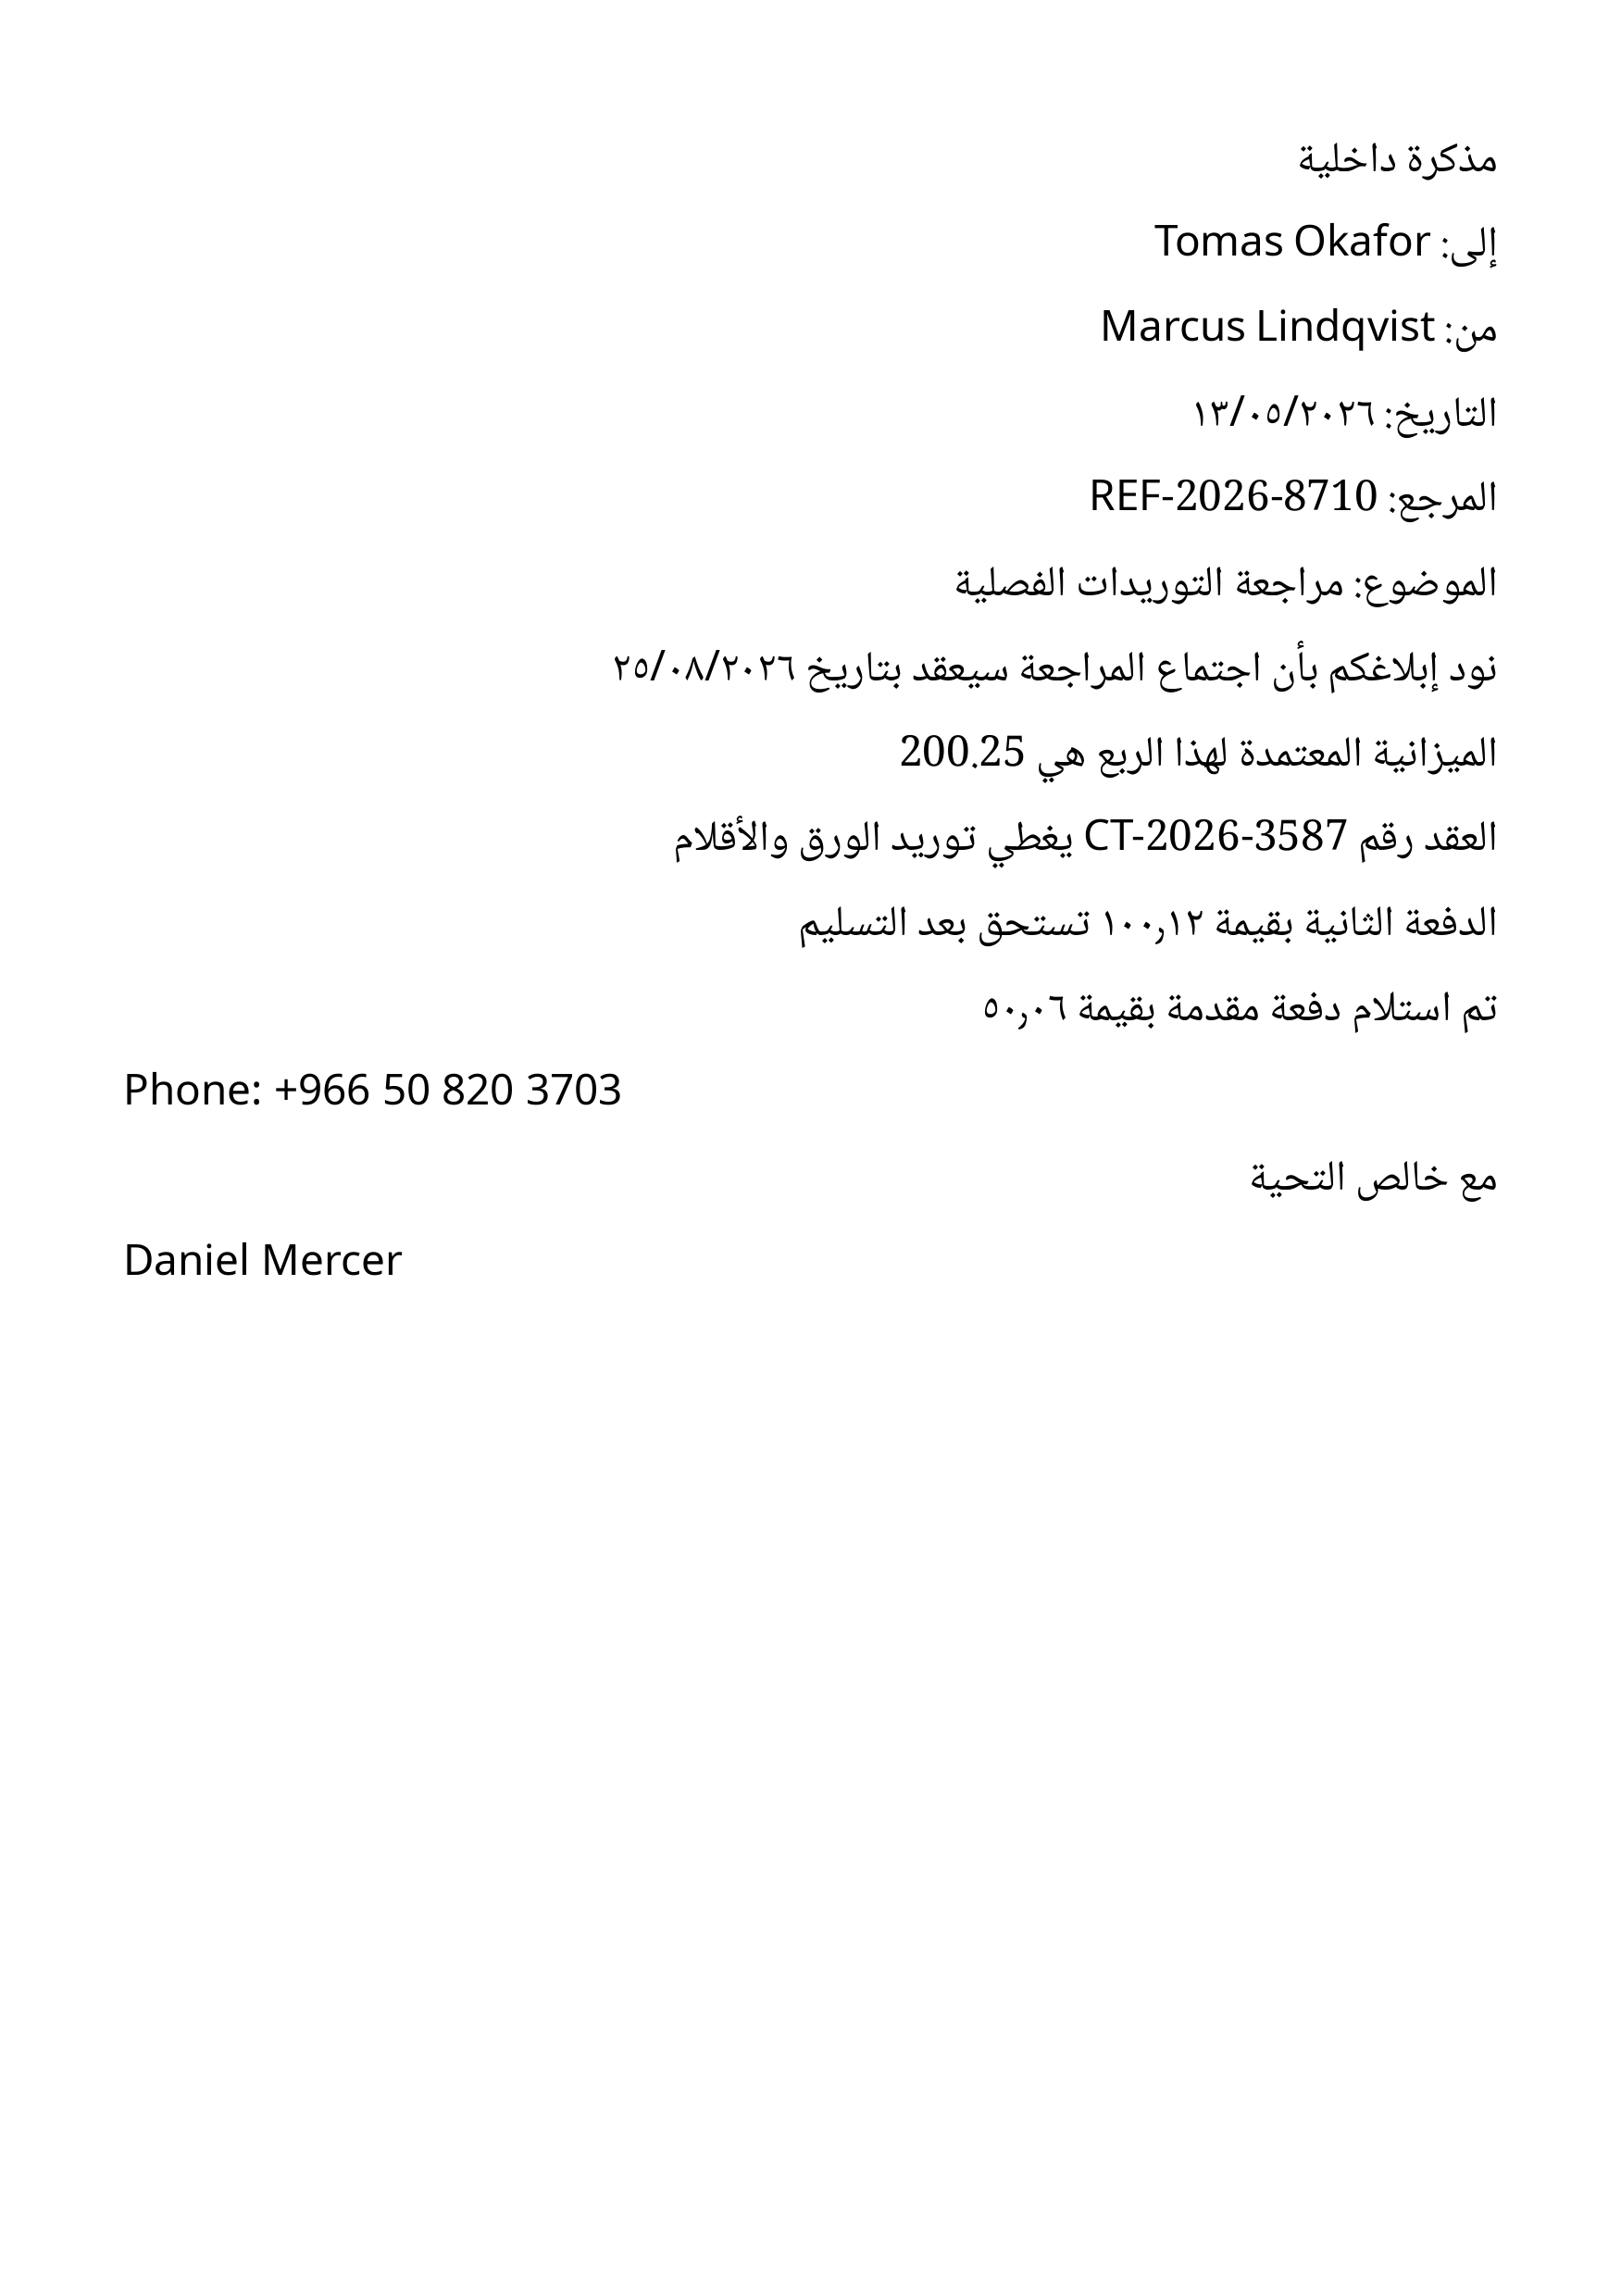 مذكرة داخلية
إلى: Tomas Okafor
من: Marcus Lindqvist
التاريخ: ١٣/٠٥/٢٠٢٦
المرجع: REF-2026-8710
الموضوع: مراجعة التوريدات الفصلية
نود إبلاغكم بأن اجتماع المراجعة سيعقد بتاريخ ٢٥/٠٨/٢٠٢٦
الميزانية المعتمدة لهذا الربع هي 200.25
العقد رقم CT-2026-3587 يغطي توريد الورق والأقلام
الدفعة الثانية بقيمة ١٠٠٫١٢ تستحق بعد التسليم
تم استلام دفعة مقدمة بقيمة ٥٠٫٠٦
Phone: +966 50 820 3703
مع خالص التحية
Daniel Mercer